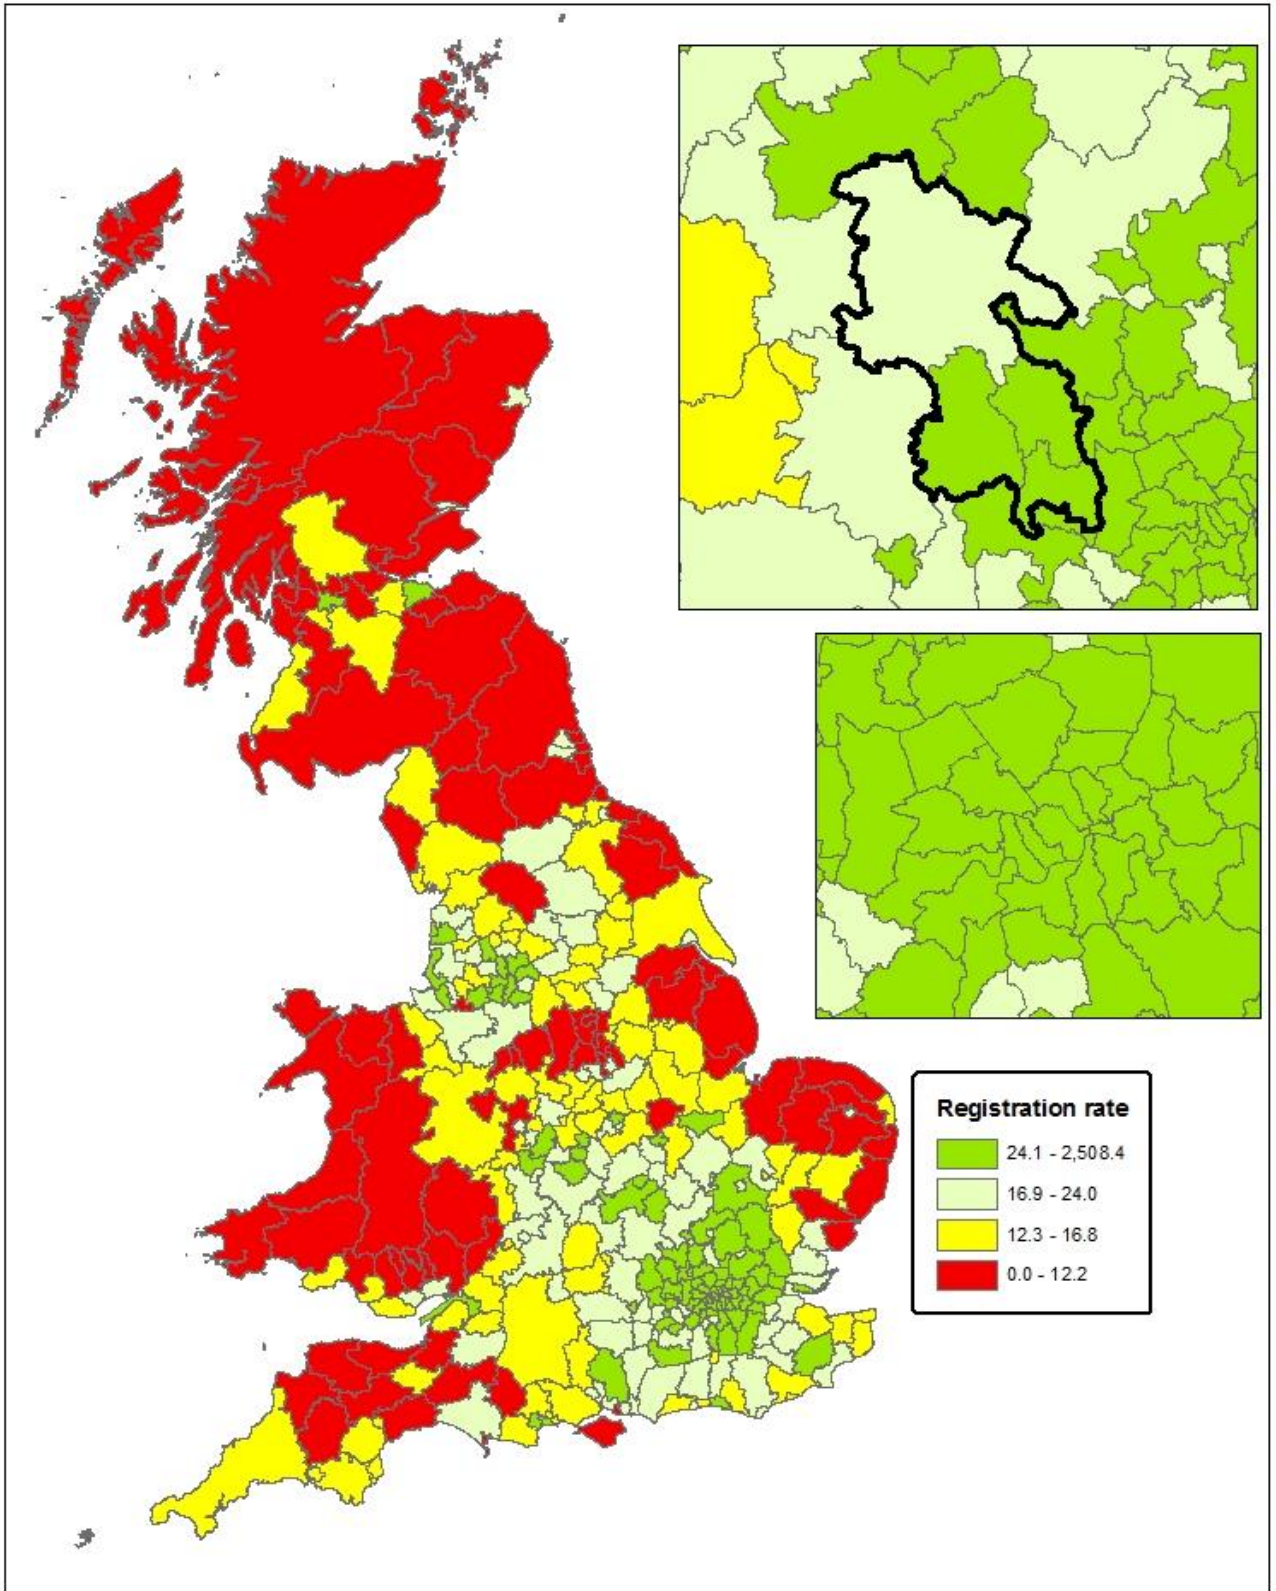 Registration rate
24.1 - 2,508.4
16.9 - 24.0
12.3 - 16.8
0.0 - 12.2